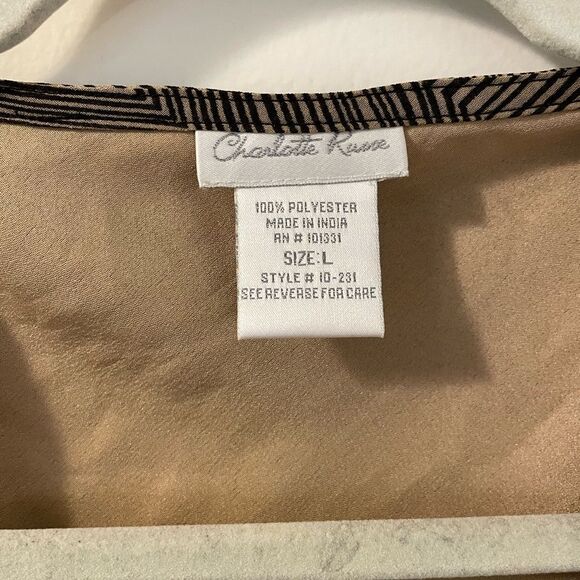 Charlotte Russe
100% POLYESTER
MADE IN INDIA
RN # 101331
SIZE: L
STYLE # 10-231
SEE REVERSE FOR CARE